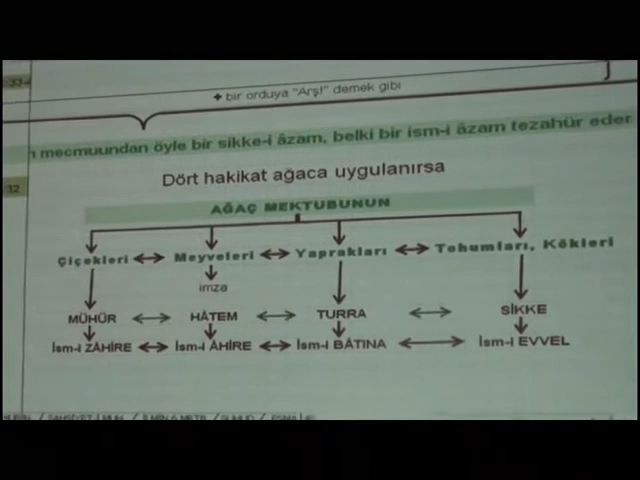 33
+ bir orduya "Arş!" demek gibi
mecmuundan öyle bir sikke-i âzam, belki bir ism-i âzam tezahür eder
32
Dört hakikat ağaca uygulanırsa
AĞAÇ MEKTUBUNUN
Çiçekleri Meyveleri Yaprakları Tohumları, Kökleri
imza
MÜHÜR HÂTEM TURRA SİKKE
İsm-i ZÂHİRE İsm-i ÂHİRE İsm-i BÂTINA İsm-i EVVEL